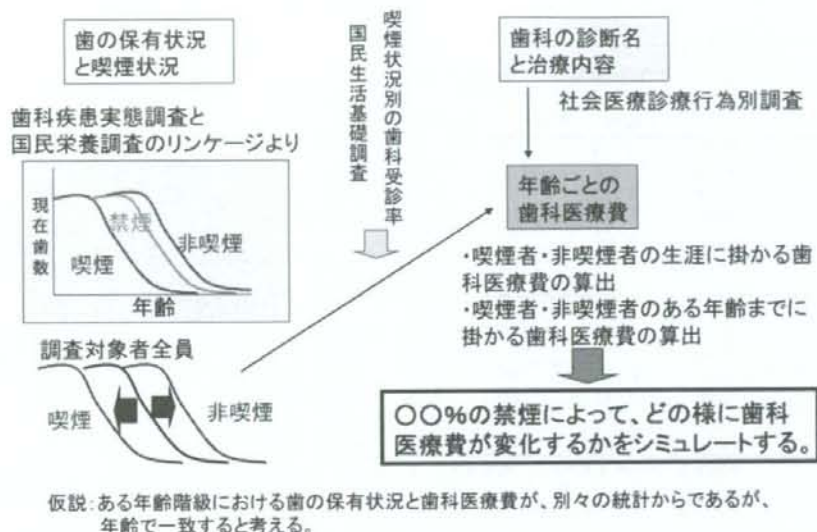 歯の保有状況
と喫煙状況
歯科疾患実態調査と
国民栄養調査のリンケージより
現在歯数
禁煙
喫煙
非喫煙
年齢
調査対象者全員
喫煙
非喫煙
喫煙状況別の歯科受診率
国民生活基礎調査
歯科の診断名
と治療内容
社会医療診療行為別調査
年齢ごとの
歯科医療費
・喫煙者・非喫煙者の生涯に掛かる歯
科医療費の算出
・喫煙者・非喫煙者のある年齢までに
掛かる歯科医療費の算出
〇〇%の禁煙によって、どの様に歯科
医療費が変化するかをシミュレートする。
仮説：ある年齢階級における歯の保有状況と歯科医療費が、別々の統計からであるが、
年齢で一致すると考える。